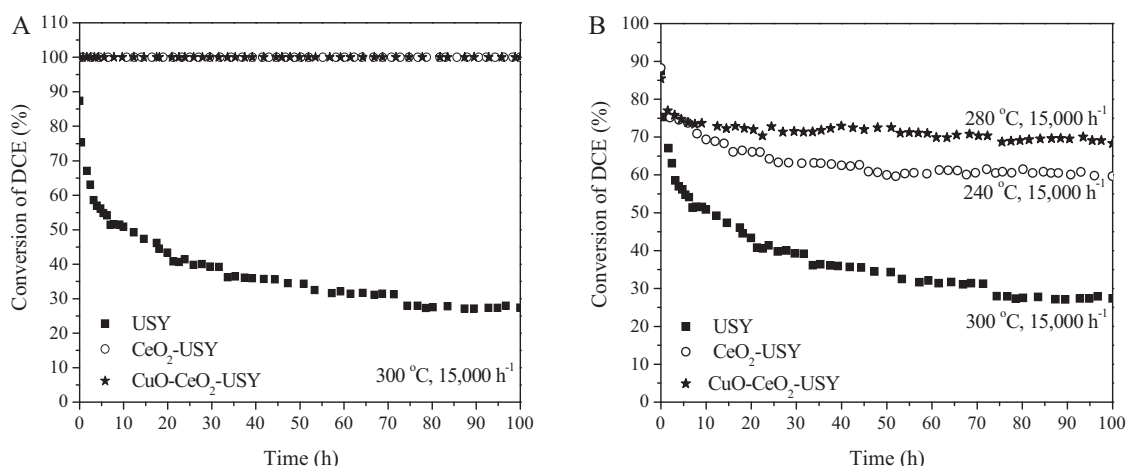 A
110
100
90
80
70
60
50
40
30
20
10
0
Conversion of DCE (%)
USY
CeO₂-USY
CuO-CeO₂-USY
300 °C, 15,000 h⁻¹
0 10 20 30 40 50 60 70 80 90 100
Time (h)
B
100
90
80
70
60
50
40
30
20
10
0
Conversion of DCE (%)
280 °C, 15,000 h⁻¹
240 °C, 15,000 h⁻¹
300 °C, 15,000 h⁻¹
USY
CeO₂-USY
CuO-CeO₂-USY
0 10 20 30 40 50 60 70 80 90 100
Time (h)